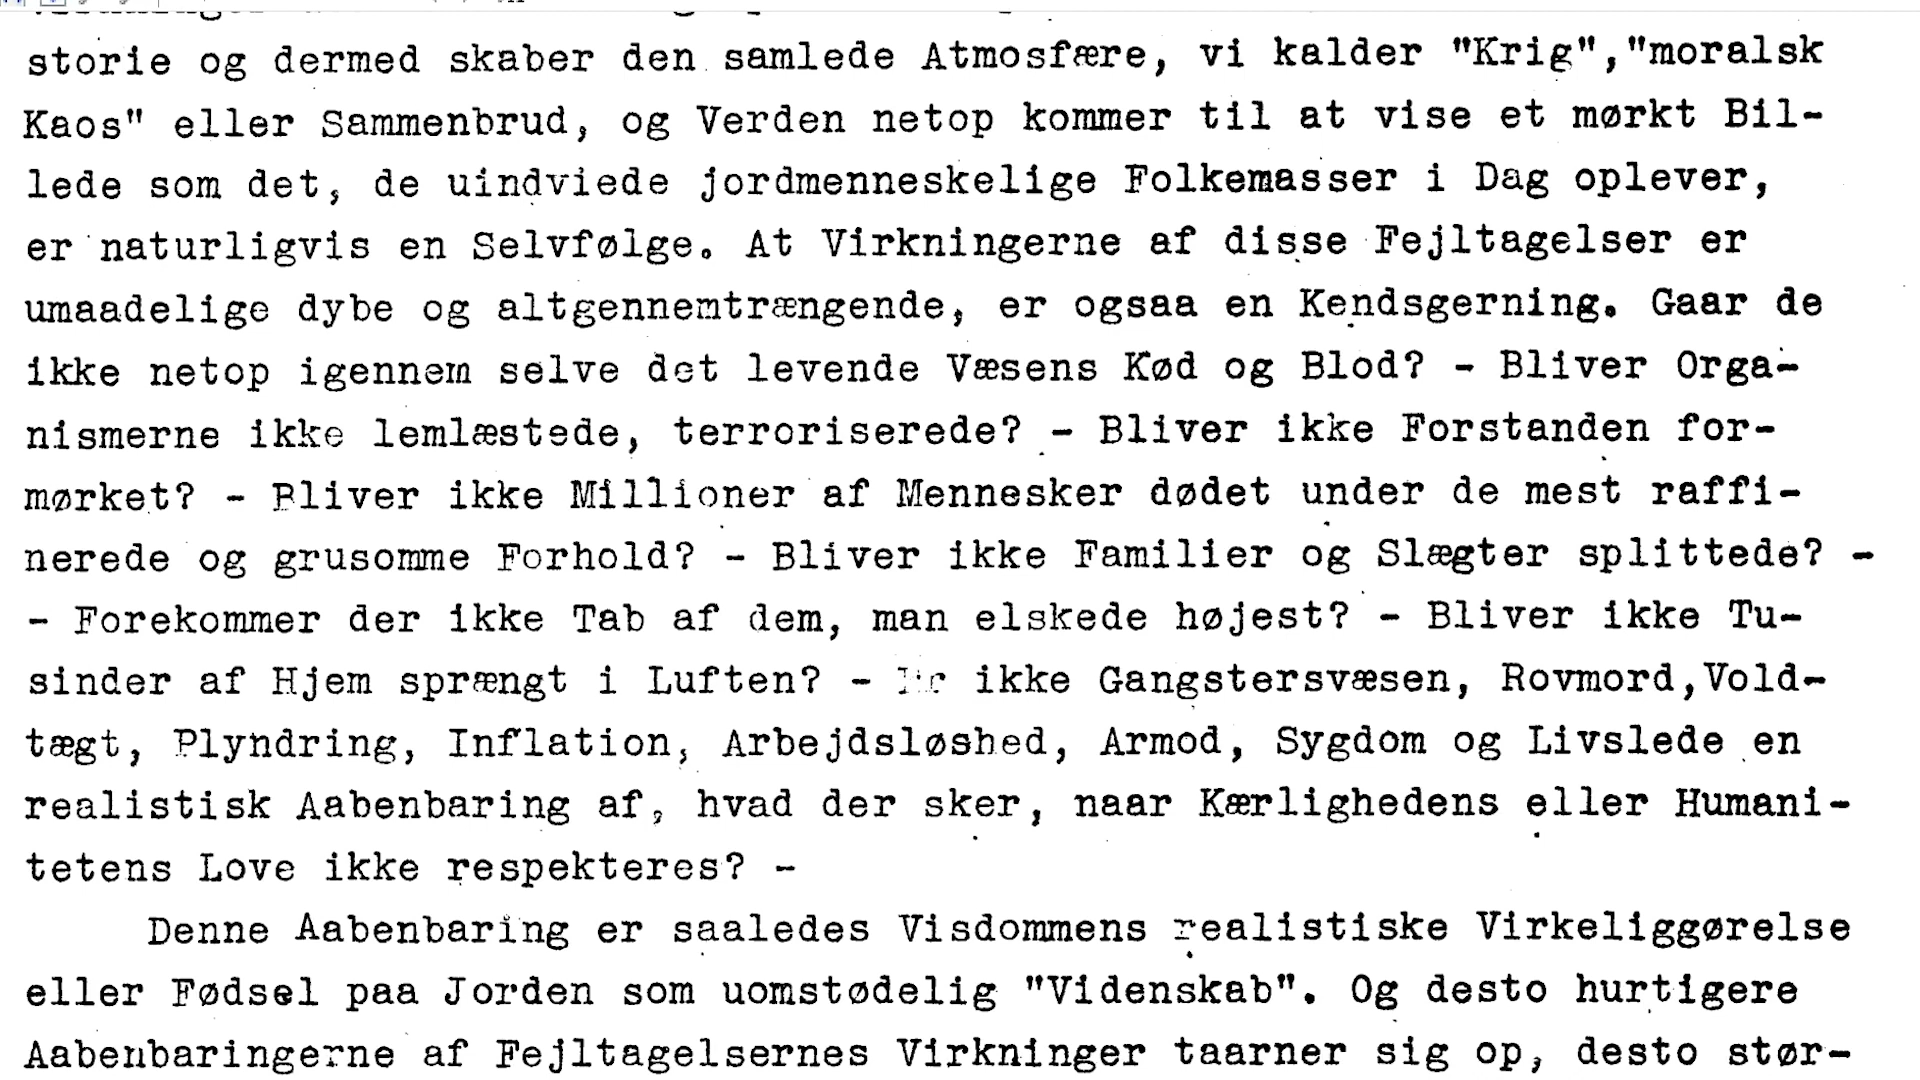 storie og dermed skaber den samlede Atmosfære, vi kalder "Krig","moralsk
Kaos" eller Sammenbrud, og Verden netop kommer til at vise et mørkt Bil-
lede som det, de uindviede jordmenneskelige Folkemasser i Dag oplever,
er naturligvis en Selvfølge. At Virkningerne af disse Fejltagelser er
umaadelige dybe og altgennemtrængende, er ogsaa en Kendsgerning. Gaar de
ikke netop igennem selve det levende Væsens Kød og Blod? - Bliver Orga-
nismerne ikke lemlæstede, terroriserede? - Bliver ikke Forstanden for-
mørket? - Bliver ikke Millioner af Mennesker dødet under de mest raffi-
nerede og grusomme Forhold? - Bliver ikke Familier og Slægter splittede? -
- Forekommer der ikke Tab af dem, man elskede højest? - Bliver ikke Tu-
sinder af Hjem sprængt i Luften? - Er ikke Gangstersvæsen, Rovmord,Vold-
tægt, Plyndring, Inflation, Arbejdsløshed, Armod, Sygdom og Livslede en
realistisk Aabenbaring af, hvad der sker, naar Kærlighedens eller Humani-
tetens Love ikke respekteres? -
Denne Aabenbaring er saaledes Visdommens realistiske Virkeliggørelse
eller Fødsel paa Jorden som uomstødelig "Videnskab". Og desto hurtigere
Aabenbaringerne af Fejltagelsernes Virkninger taarner sig op, desto stør-